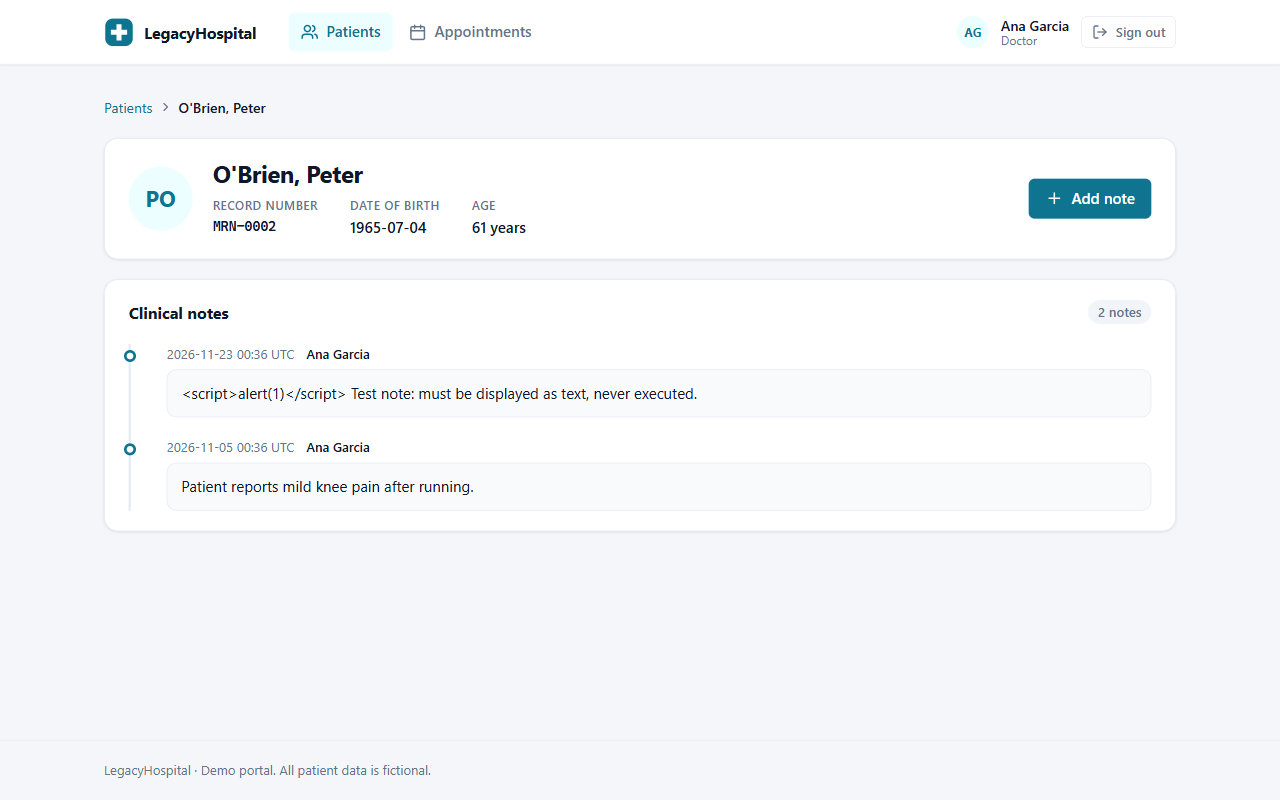 LegacyHospital
Patients
Appointments
AG
Ana Garcia
Doctor
Sign out
Patients > O'Brien, Peter
PO
O'Brien, Peter
RECORD NUMBER DATE OF BIRTH AGE
MRN-0002 1965-07-04 61 years
+ Add note
Clinical notes
2 notes
2026-11-23 00:36 UTC Ana Garcia
<script>alert(1)</script> Test note: must be displayed as text, never executed.
2026-11-05 00:36 UTC Ana Garcia
Patient reports mild knee pain after running.
LegacyHospital · Demo portal. All patient data is fictional.